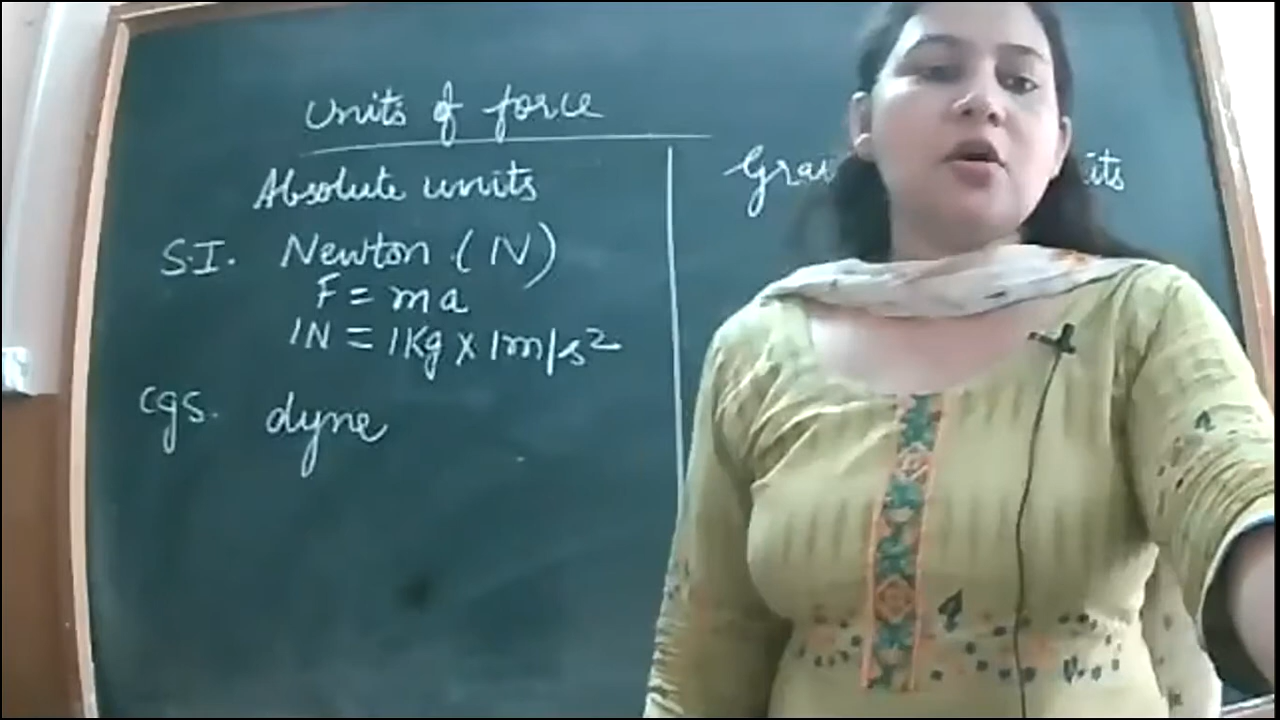 Units of force
Absolute units
S.I. Newton (N)
F = ma
1N = 1Kg x 1m/s²
cgs. dyne